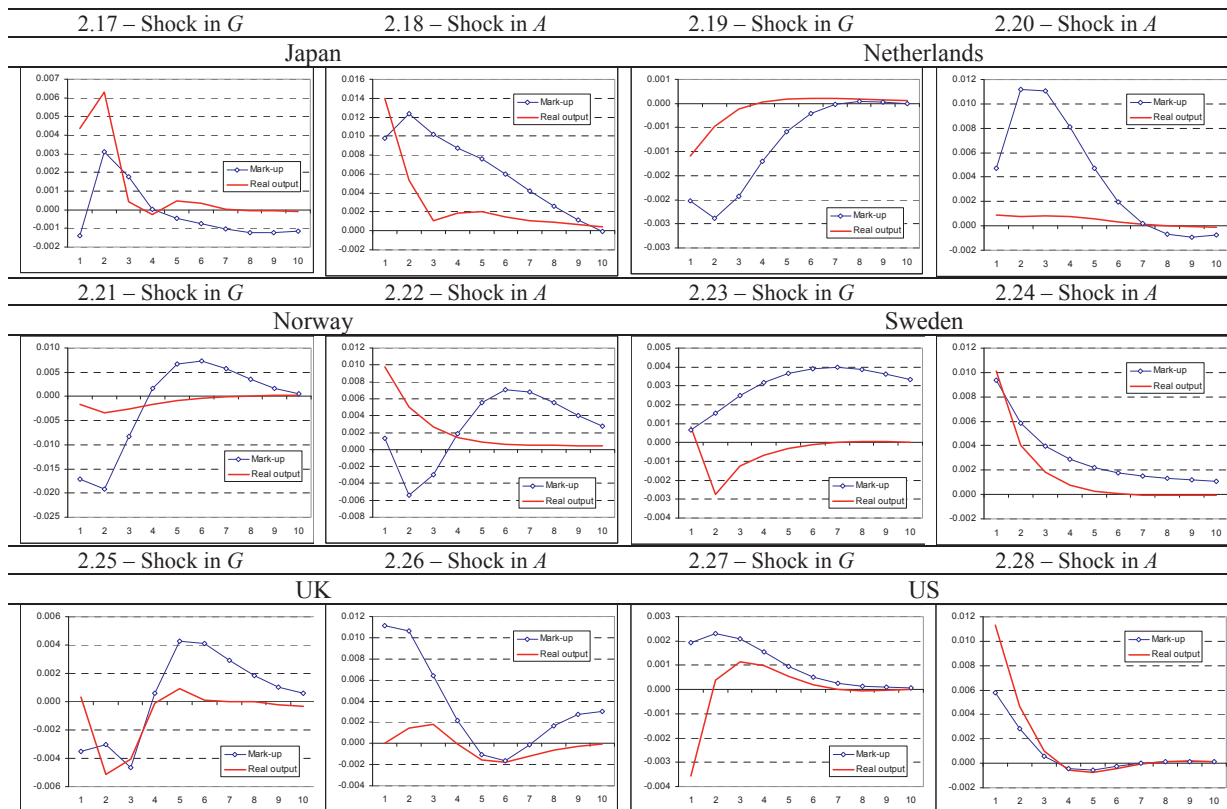 2.17 – Shock in G 2.18 – Shock in A 2.19 – Shock in G 2.20 – Shock in A
Japan Netherlands
0.007
0.006
0.005
0.004
0.003
0.002
0.001
0.000
-0.001
-0.002
1 2 3 4 5 6 7 8 9 10
Mark-up
Real output
0.016
0.014
0.012
0.010
0.008
0.006
0.004
0.002
0.000
-0.002
1 2 3 4 5 6 7 8 9 10
Mark-up
Real output
0.001
0.000
-0.001
-0.001
-0.002
-0.002
-0.003
1 2 3 4 5 6 7 8 9 10
Mark-up
Real output
0.012
0.010
0.008
0.006
0.004
0.002
0.000
-0.002
1 2 3 4 5 6 7 8 9 10
Mark-up
Real output
2.21 – Shock in G 2.22 – Shock in A 2.23 – Shock in G 2.24 – Shock in A
Norway Sweden
0.010
0.005
0.000
-0.005
-0.010
-0.015
-0.020
-0.025
1 2 3 4 5 6 7 8 9 10
Mark-up
Real output
0.012
0.010
0.008
0.006
0.004
0.002
0.000
-0.002
-0.004
-0.006
-0.008
1 2 3 4 5 6 7 8 9 10
Mark-up
Real output
0.005
0.004
0.003
0.002
0.001
0.000
-0.001
-0.002
-0.003
-0.004
1 2 3 4 5 6 7 8 9 10
Mark-up
Real output
0.012
0.010
0.008
0.006
0.004
0.002
0.000
-0.002
1 2 3 4 5 6 7 8 9 10
Mark-up
Real output
2.25 – Shock in G 2.26 – Shock in A 2.27 – Shock in G 2.28 – Shock in A
UK US
0.006
0.004
0.002
0.000
-0.002
-0.004
-0.006
1 2 3 4 5 6 7 8 9 10
Mark-up
Real output
0.012
0.010
0.008
0.006
0.004
0.002
0.000
-0.002
-0.004
1 2 3 4 5 6 7 8 9 10
Mark-up
Real output
0.003
0.002
0.001
0.000
-0.001
-0.002
-0.003
-0.004
1 2 3 4 5 6 7 8 9 10
Mark-up
Real output
0.012
0.010
0.008
0.006
0.004
0.002
0.000
-0.002
1 2 3 4 5 6 7 8 9 10
Mark-up
Real output